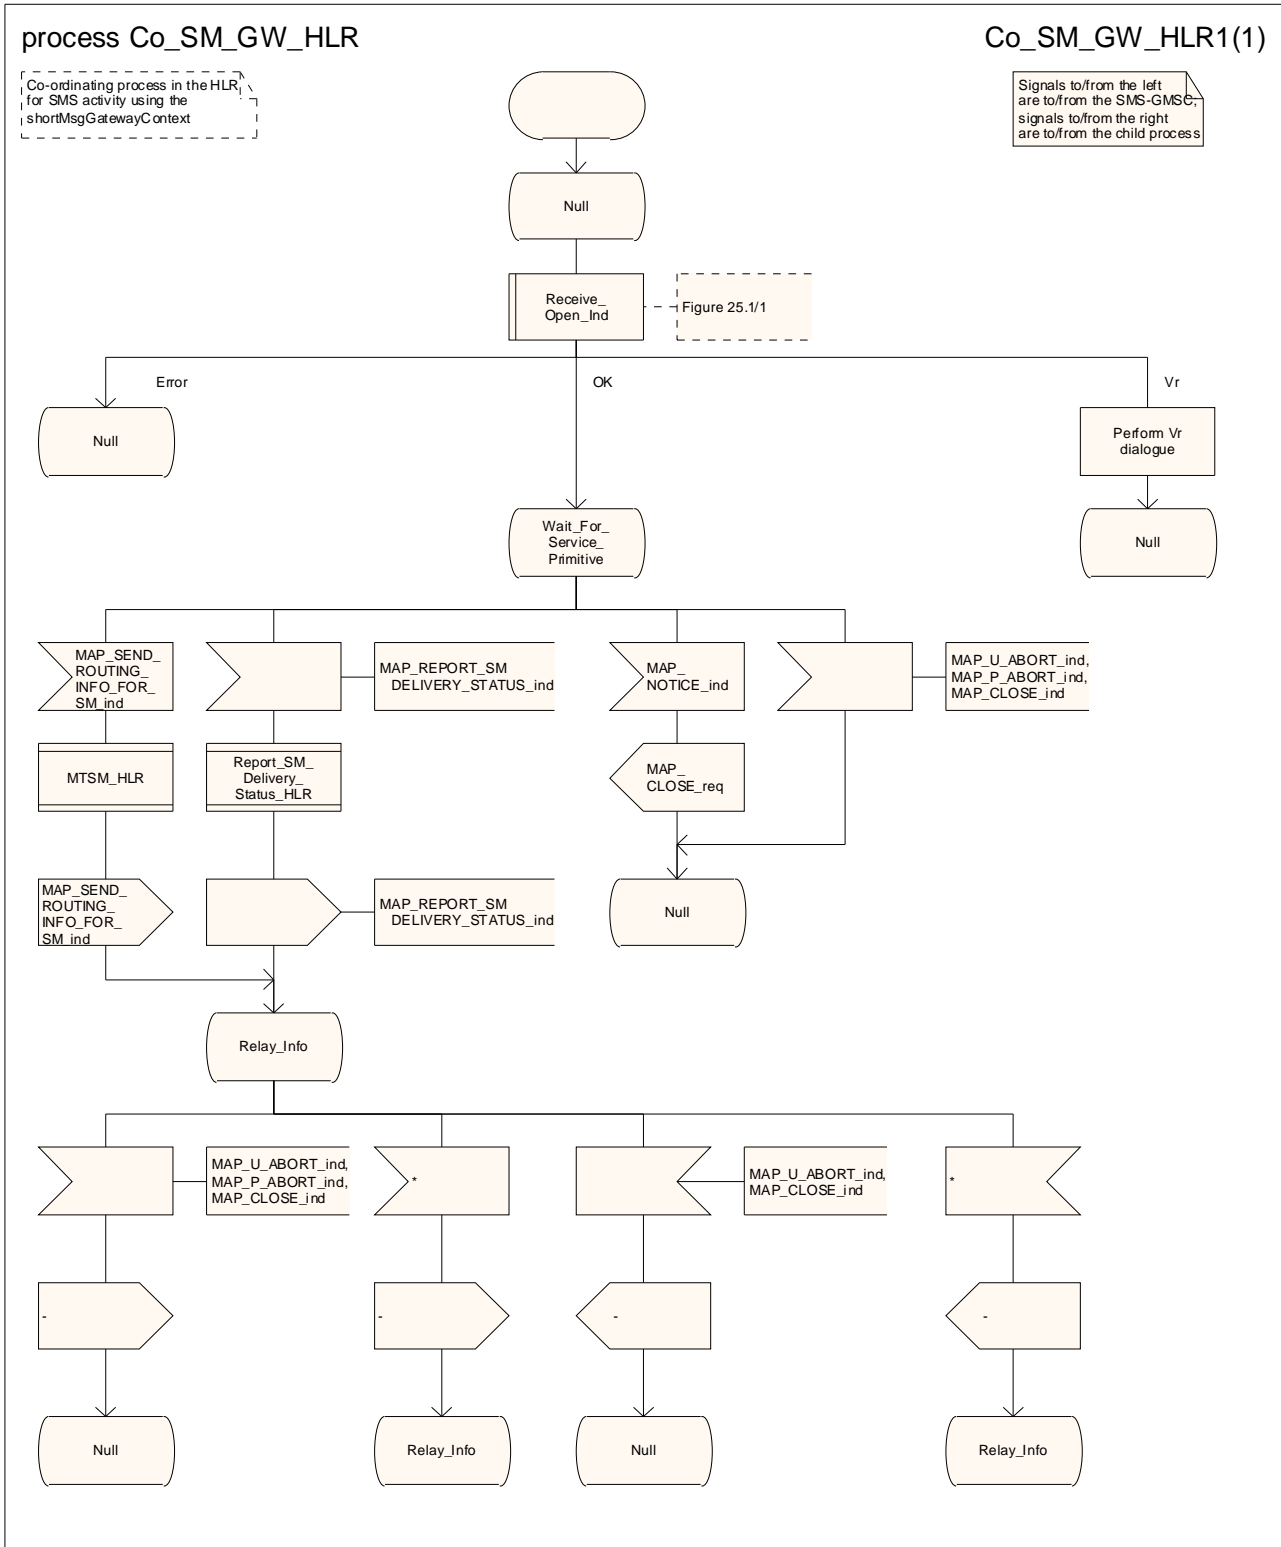 process Co_SM_GW_HLR
Co_SM_GW_HLR1(1)
Co-ordinating process in the HLR
for SMS activity using the
shortMsgGatewayContext
Signals to/from the left
are to/from the SMS-GMSC;
signals to/from the right
are to/from the child process
Null
Receive_
Open_Ind
Figure 25.1/1
Error
OK
Vr
Null
Perform Vr
dialogue
Wait_For_
Service_
Primitive
Null
MAP_SEND_
ROUTING_
INFO_FOR_
SM_ind
MAP_REPORT_SM
DELIVERY_STATUS_ind
MAP_
NOTICE_ind
MAP_U_ABORT_ind,
MAP_P_ABORT_ind,
MAP_CLOSE_ind
MTSM_HLR
Report_SM_
Delivery_
Status_HLR
MAP_
CLOSE_req
MAP_SEND_
ROUTING_
INFO_FOR_
SM_ind
MAP_REPORT_SM
DELIVERY_STATUS_ind
Null
Relay_Info
MAP_U_ABORT_ind,
MAP_P_ABORT_ind,
MAP_CLOSE_ind
*
MAP_U_ABORT_ind,
MAP_CLOSE_ind
*
-
-
-
-
Null
Relay_Info
Null
Relay_Info